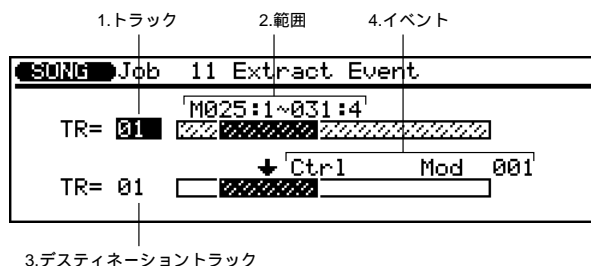 1.トラック 2.範囲 4.イベント
SONG Job 11 Extract Event
M025:1~031:4
TR= 01
Ctrl Mod 001
TR= 01
3.デスティネーショントラック